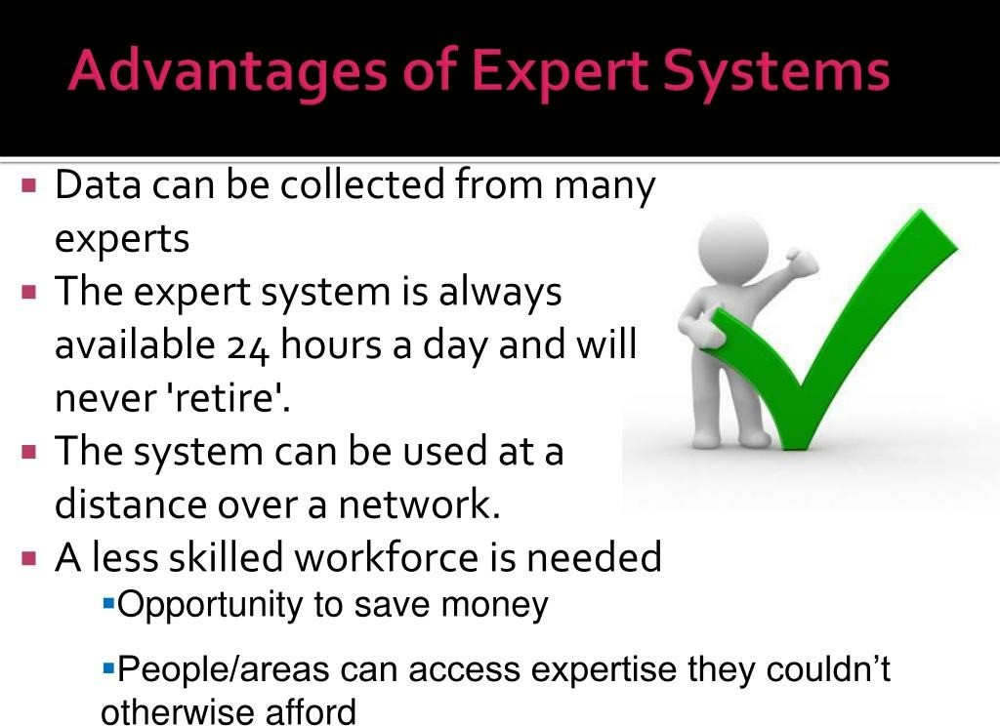 Advantages of Expert Systems
Data can be collected from many
experts
The expert system is always
available 24 hours a day and will
never 'retire'.
The system can be used at a
distance over a network.
A less skilled workforce is needed
Opportunity to save money
People/areas can access expertise they couldn’t
otherwise afford